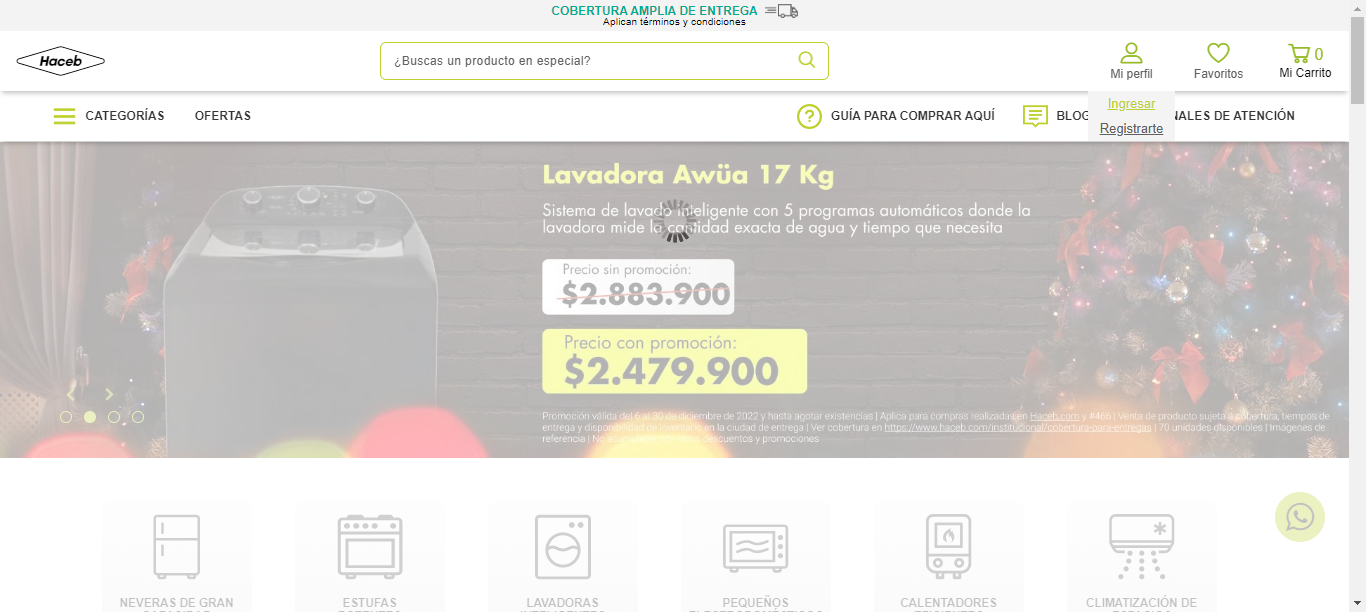 COBERTURA AMPLIA DE ENTREGA
Aplican términos y condiciones
Haceb
¿Buscas un producto en especial?
Mi perfil
Favoritos
0
Mi Carrito
Ingresar
Registrarte
CATEGORÍAS
OFERTAS
GUÍA PARA COMPRAR AQUÍ
BLOG
NALES DE ATENCIÓN
Lavadora Awüa 17 Kg
Sistema de lavado inteligente con 5 programas automáticos donde la
lavadora mide la cantidad exacta de agua y tiempo que necesita
Precio sin promoción:
$2.883.900
Precio con promoción:
$2.479.900
Promoción válida del 6 al 30 de diciembre de 2022 y hasta agotar existencias | Aplica para compras realizadas en Haceb.com y #466 | Venta de producto sujeta a cobertura, tiempos de
entrega y disponibilidad de inventario en la ciudad de entrega | Ver cobertura en https://www.haceb.com/institucional/cobertura-para-entregas | 70 unidades disponibles | Imágenes de
referencia | No acumulable con otros descuentos y promociones
NEVERAS DE GRAN
ESTUFAS
LAVADORAS
PEQUEÑOS
CALENTADORES
CLIMATIZACIÓN DE